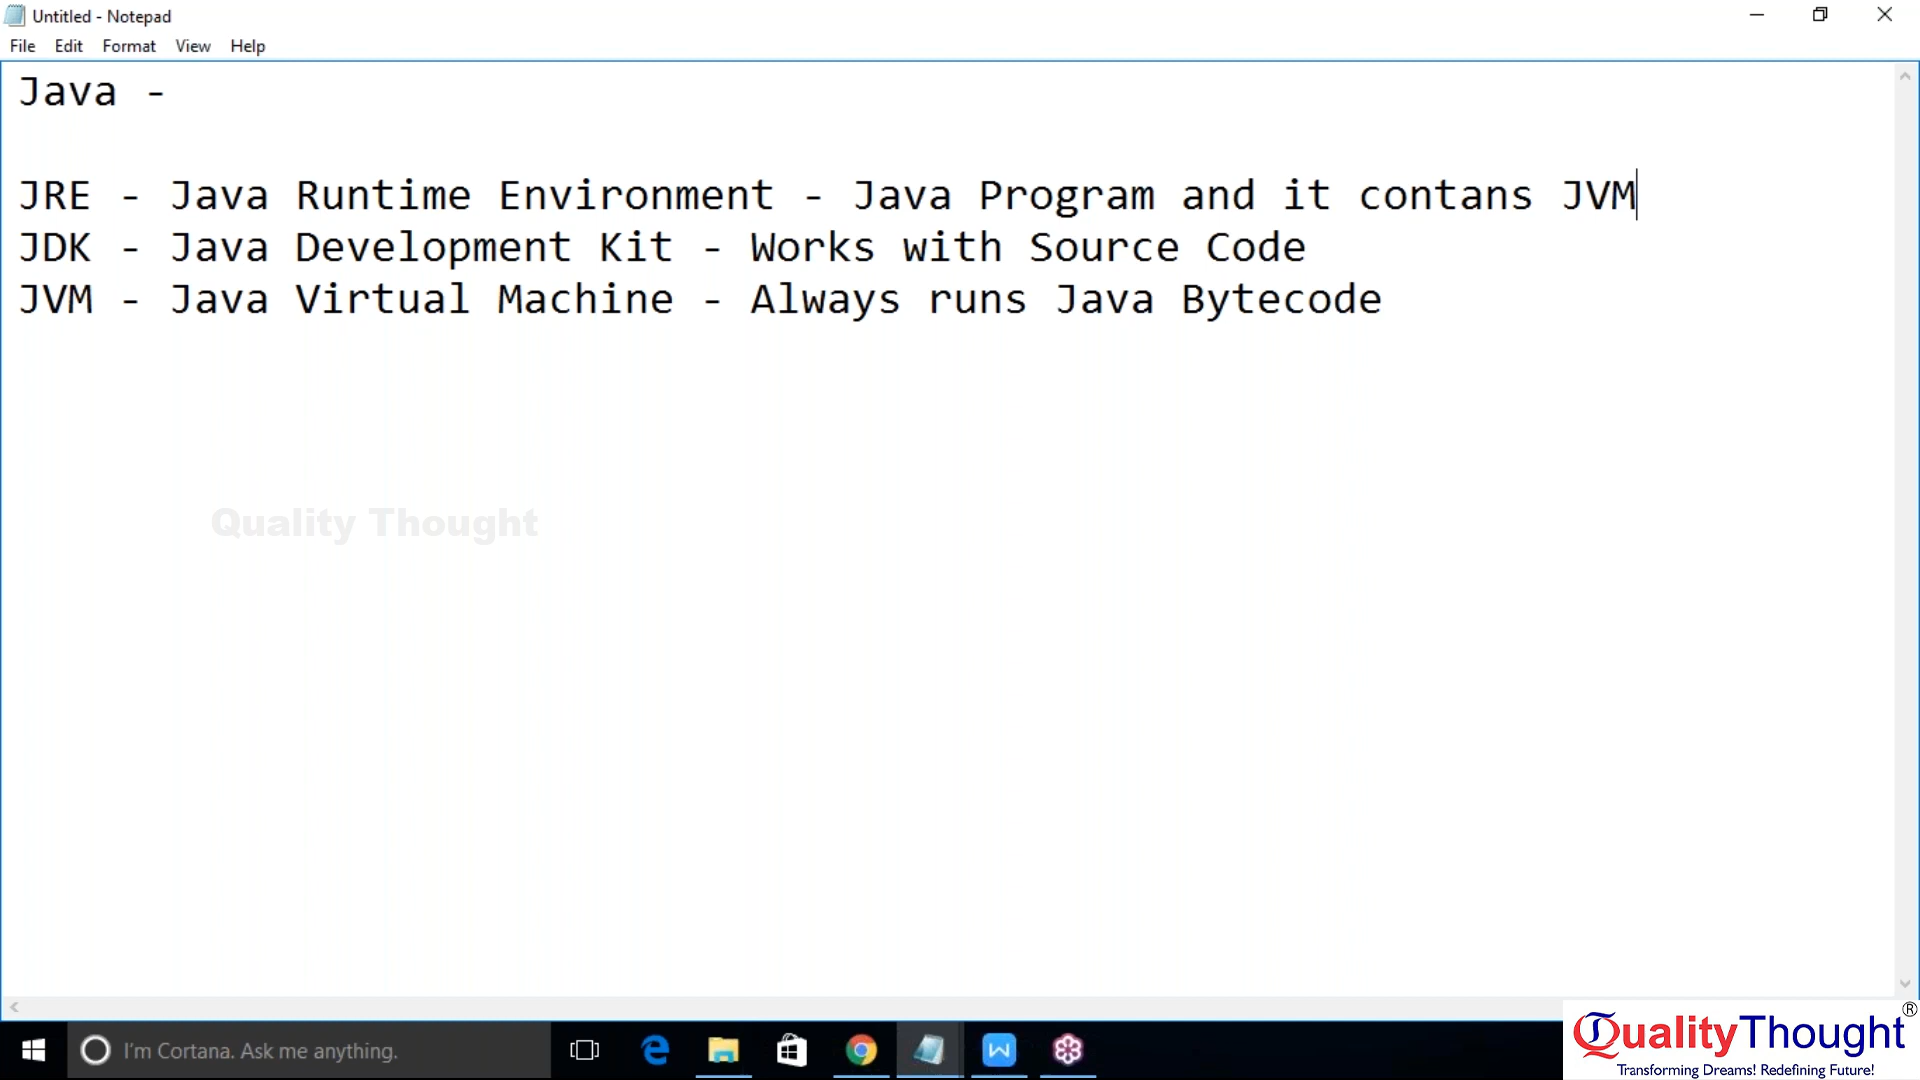 Untitled - Notepad
File Edit Format View Help
Java -
JRE - Java Runtime Environment - Java Program and it contans JVM
JDK - Java Development Kit - Works with Source Code
JVM - Java Virtual Machine - Always runs Java Bytecode
Quality Thought
I'm Cortana. Ask me anything.
QualityThought®
Transforming Dreams! Redefining Future!